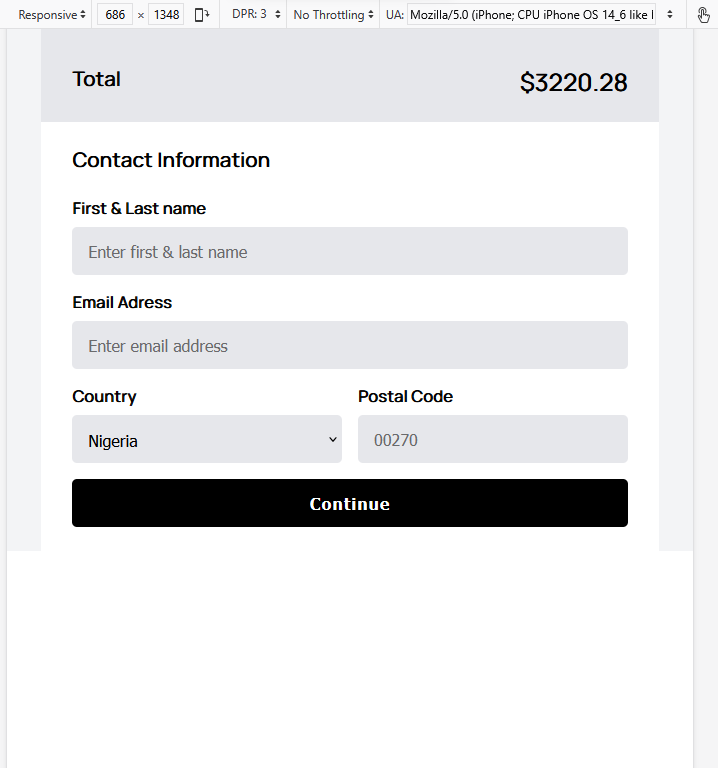 Responsive 686 × 1348 DPR: 3 No Throttling UA: Mozilla/5.0 (iPhone; CPU iPhone OS 14_6 like
Total $3220.28
Contact Information
First & Last name
Enter first & last name
Email Adress
Enter email address
Country Postal Code
Nigeria 00270
Continue